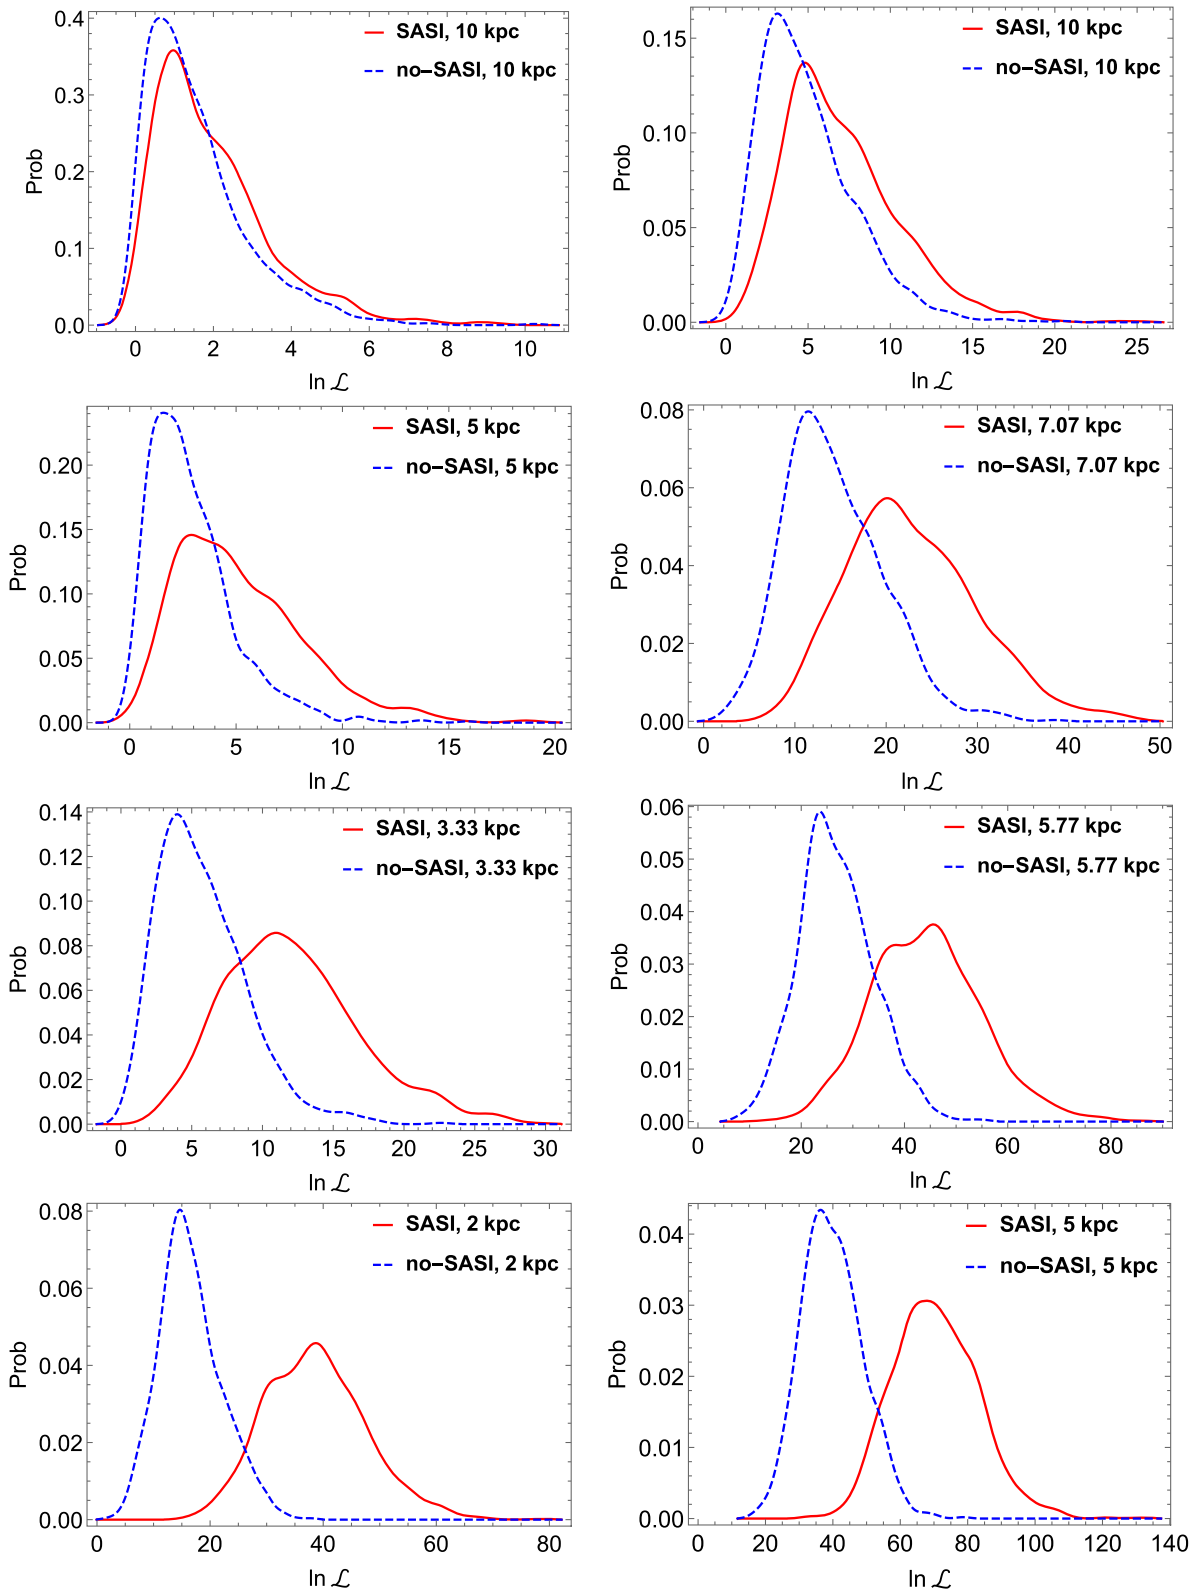 SASI, 10 kpc
no-SASI, 10 kpc
Prob
0.4
0.3
0.2
0.1
0.0
0 2 4 6 8 10
ln ℒ
SASI, 10 kpc
no-SASI, 10 kpc
Prob
0.15
0.10
0.05
0.00
0 5 10 15 20 25
ln ℒ
SASI, 5 kpc
no-SASI, 5 kpc
Prob
0.20
0.15
0.10
0.05
0.00
0 5 10 15 20
ln ℒ
SASI, 7.07 kpc
no-SASI, 7.07 kpc
Prob
0.08
0.06
0.04
0.02
0.00
0 10 20 30 40 50
ln ℒ
SASI, 3.33 kpc
no-SASI, 3.33 kpc
Prob
0.14
0.12
0.10
0.08
0.06
0.04
0.02
0.00
0 5 10 15 20 25 30
ln ℒ
SASI, 5.77 kpc
no-SASI, 5.77 kpc
Prob
0.06
0.05
0.04
0.03
0.02
0.01
0.00
0 20 40 60 80
ln ℒ
SASI, 2 kpc
no-SASI, 2 kpc
Prob
0.08
0.06
0.04
0.02
0.00
0 20 40 60 80
ln ℒ
SASI, 5 kpc
no-SASI, 5 kpc
Prob
0.04
0.03
0.02
0.01
0.00
0 20 40 60 80 100 120 140
ln ℒ